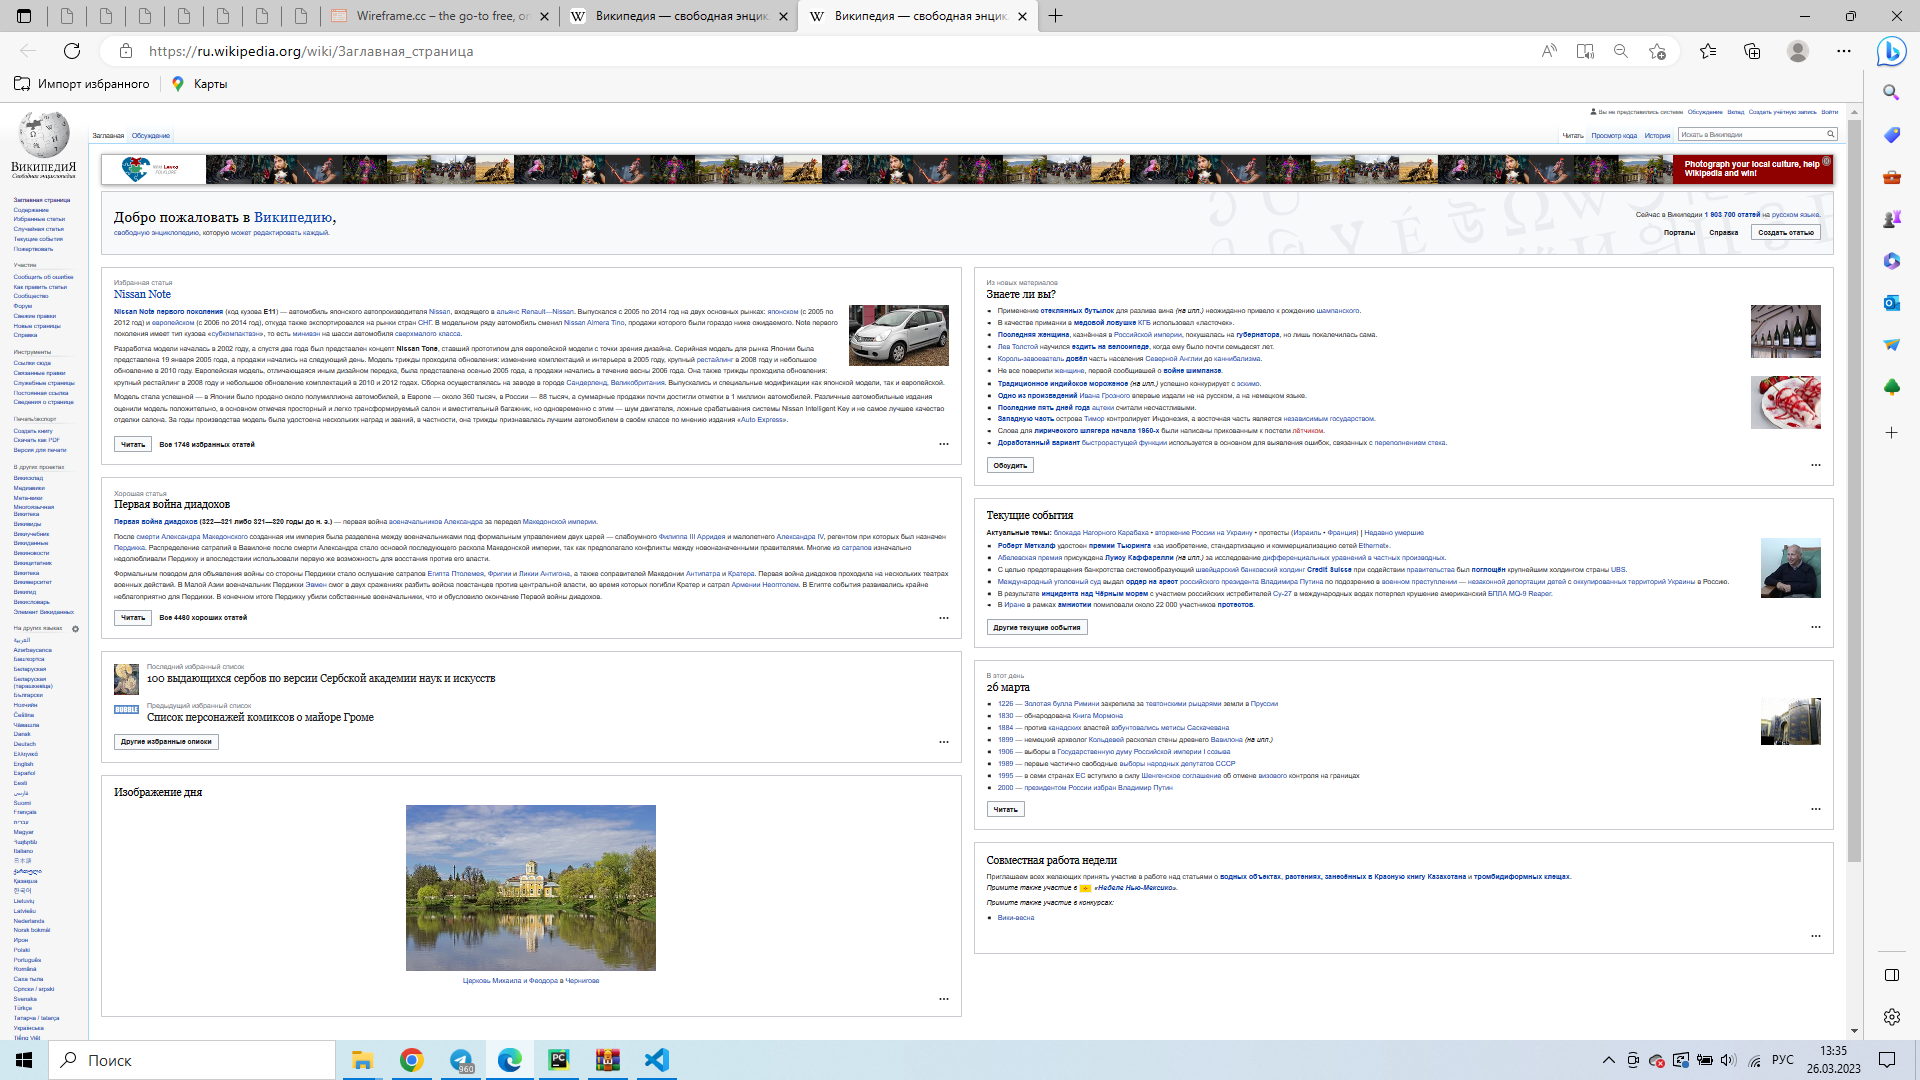 Wireframe.cc – the go-to free, or
Википедия — свободная энцик
Википедия — свободная энцик
https://ru.wikipedia.org/wiki/Заглавная_страница
Импорт избранного
Карты
Вы не представились системе Обсуждение Вклад Создать учётную запись Войти
Заглавная Обсуждение
Читать Просмотр кода История Искать в Википедии
ВикипедиЯ
Свободная энциклопедия
Photograph your local culture, help
Wikipedia and win!
Заглавная страница
Содержание
Избранные статьи
Случайная статья
Текущие события
Пожертвовать
Участие
Сообщить об ошибке
Как править статьи
Сообщество
Форум
Свежие правки
Новые страницы
Справка
Инструменты
Ссылки сюда
Связанные правки
Служебные страницы
Постоянная ссылка
Сведения о странице
Печать/экспорт
Создать книгу
Скачать как PDF
Версия для печати
В других проектах
Викисклад
Медиавики
Мета-вики
Многоязычная
Викитека
Викивиды
Викиучебник
Викиданные
Викиновости
Викицитатник
Викитека
Викиверситет
Викигид
Викисловарь
Элемент Викиданных
На других языках
العربية
Azərbaycanca
Башҡортса
Беларуская
Беларуская
(тарашкевіца)
Български
Нохчийн
Čeština
Чӑвашла
Dansk
Deutsch
Ελληνικά
English
Español
Eesti
فارسی
Suomi
Français
עברית
Magyar
Հայերեն
Italiano
日本語
ქართული
Қазақша
한국어
Lietuvių
Latviešu
Nederlands
Norsk bokmål
Ирон
Polski
Português
Română
Саха тыла
Српски / srpski
Svenska
Türkçe
Татарча / tatarça
Українська
Tiếng Việt
Добро пожаловать в Википедию,
свободную энциклопедию, которую может редактировать каждый.
Сейчас в Википедии 1 903 700 статей на русском языке.
Порталы Справка Создать статью
Избранная статья
Nissan Note
Nissan Note первого поколения (код кузова E11) — автомобиль японского автопроизводителя Nissan, входящего в альянс Renault—Nissan. Выпускался с 2005 по 2014 год на двух основных рынках: японском (с 2005 по
2012 год) и европейском (с 2006 по 2014 год), откуда также экспортировался на рынки стран СНГ. В модельном ряду автомобиль сменил Nissan Almera Tino, продажи которого были гораздо ниже ожидаемого. Note первого
поколения имеет тип кузова «субкомпактвэн», то есть минивэн на шасси автомобиля сверхмалого класса.
Разработка модели началась в 2002 году, а спустя два года был представлен концепт Nissan Tone, ставший прототипом для европейской модели с точки зрения дизайна. Серийная модель для рынка Японии была
представлена 19 января 2005 года, а продажи начались на следующий день. Модель трижды проходила обновления: изменение комплектаций и интерьера в 2005 году, крупный рестайлинг в 2008 году и небольшое
обновление в 2010 году. Европейская модель, отличающаяся иным дизайном передка, была представлена осенью 2005 года, а продажи начались в течение весны 2006 года. Она также трижды проходила обновления:
крупный рестайлинг в 2008 году и небольшое обновление комплектаций в 2010 и 2012 годах. Сборка осуществлялась на заводе в городе Сандерленд, Великобритания. Выпускались и специальные модификации как японской модели, так и европейской.
Модель стала успешной — в Японии было продано около полумиллиона автомобилей, в Европе — около 360 тысяч, в России — 88 тысяч, а суммарные продажи почти достигли отметки в 1 миллион автомобилей. Различные автомобильные издания
оценили модель положительно, в основном отмечая просторный и легко трансформируемый салон и вместительный багажник, но одновременно с этим — шум двигателя, ложные срабатывания системы Nissan Intelligent Key и не самое лучшее качество
отделки салона. За годы производства модель была удостоена нескольких наград и званий, в частности, она трижды признавалась лучшим автомобилем в своём классе по мнению издания «Auto Express».
Читать Все 1746 избранных статей
Хорошая статья
Первая война диадохов
Первая война диадохов (322—321 либо 321—320 годы до н. э.) — первая война военачальников Александра за передел Македонской империи.
После смерти Александра Македонского созданная им империя была разделена между военачальниками под формальным управлением двух царей — слабоумного Филиппа III Арридея и малолетнего Александра IV, регентом при которых был назначен
Пердикка. Распределение сатрапий в Вавилоне после смерти Александра стало основой последующего раскола Македонской империи, так как предполагало конфликты между новоназначенными правителями. Многие из сатрапов изначально
недолюбливали Пердикку и впоследствии использовали первую же возможность для восстания против его власти.
Формальным поводом для объявления войны со стороны Пердикки стало ослушание сатрапов Египта Птолемея, Фригии и Ликии Антигона, а также соправителей Македонии Антипатра и Кратера. Первая война диадохов проходила на нескольких театрах
военных действий. В Малой Азии военачальник Пердикки Эвмен смог в двух сражениях разбить войска повстанцев против центральной власти, во время которых погибли Кратер и сатрап Армении Неоптолем. В Египте события развивались крайне
неблагоприятно для Пердикки. В конечном итоге Пердикку убили собственные военачальники, что и обусловило окончание Первой войны диадохов.
Читать Все 4460 хороших статей
Последний избранный список
100 выдающихся сербов по версии Сербской академии наук и искусств
BUBBLE
Предыдущий избранный список
Список персонажей комиксов о майоре Громе
Другие избранные списки
Изображение дня
Церковь Михаила и Феодора в Чернигове
Из новых материалов
Знаете ли вы?
Применение отеклянных бутылок для разлива вина (на илл.) неожиданно привело к рождению шампанского.
В качестве приманки в медовой ловушке КГБ использовал «ласточек».
Последняя женщина, казнённая в Российской империи, покушалась на губернатора, но лишь покалечилась сама.
Лев Толстой научился ездить на велосипеде, когда ему было почти семьдесят лет.
Король-завоеватель довёл часть населения Северной Англии до каннибализма.
Не все поверили женщине, первой сообщившей о войне шимпанзе.
Традиционное индийское мороженое (на илл.) успешно конкурирует с эскимо.
Одно из произведений Ивана Грозного впервые издали не на русском, а на немецком языке.
Последние пять дней года ацтеки считали несчастливыми.
Западную часть острова Тимор контролирует Индонезия, а восточная часть является независимым государством.
Слова для лирического шлягера начала 1960-х были написаны прикованным к постели лётчиком.
Доработанный вариант быстрорастущей функции используется в основном для выявления ошибок, связанных с переполнением стека.
Обсудить
Текущие события
Актуальные темы: блокада Нагорного Карабаха • вторжение России на Украину • протесты (Израиль • Франция) | Недавно умершие
Роберт Меткалф удостоен премии Тьюринга «за изобретение, стандартизацию и коммерциализацию сетей Ethernet».
Абелевская премия присуждена Луису Каффарелли (на илл.) за исследование дифференциальных уравнений в частных производных.
С целью предотвращения банкротства системообразующий швейцарский банковский холдинг Credit Suisse при содействии правительства был поглощён крупнейшим холдингом страны UBS.
Международный уголовный суд выдал ордер на арест российского президента Владимира Путина по подозрению в военном преступлении — незаконной депортации детей с оккупированных территорий Украины в Россию.
В результате инцидента над Чёрным морем с участием российских истребителей Су-27 в международных водах потерпел крушение американский БПЛА MQ-9 Reaper.
В Иране в рамках амнистии помиловали около 22 000 участников протестов.
Другие текущие события
В этот день
26 марта
1226 — Золотая булла Римини закрепила за тевтонскими рыцарями земли в Пруссии
1830 — обнародована Книга Мормона
1884 — против канадских властей взбунтовались метисы Саскачевана
1899 — немецкий археолог Кольдевей раскопал стены древнего Вавилона (на илл.)
1906 — выборы в Государственную думу Российской империи I созыва
1989 — первые частично свободные выборы народных депутатов СССР
1995 — в семи странах ЕС вступило в силу Шенгенское соглашение об отмене визового контроля на границах
2000 — президентом России избран Владимир Путин
Читать
Совместная работа недели
Приглашаем всех желающих принять участие в работе над статьями о водных объектах, растениях, занесённых в Красную книгу Казахстана и тромбидиформных клещах.
Примите также участие в «Неделе Нью-Мексико».
Примите также участие в конкурсах:
Вики-весна
Поиск
960
РУС
13:35
26.03.2023